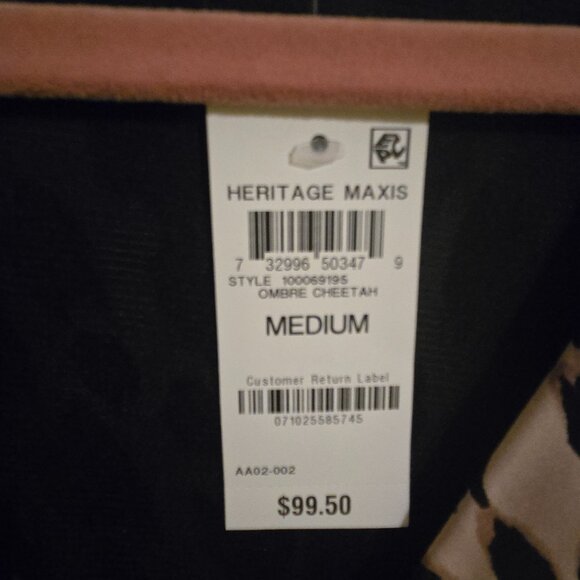 HERITAGE MAXIS
7 32996 50347 9
STYLE 100069195
OMBRE CHEETAH
MEDIUM
Customer Return Label
071025585745
AA02-002
$99.50